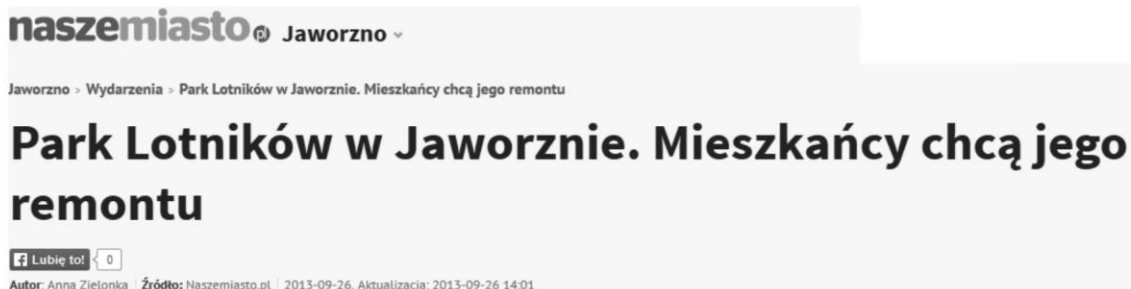 naszemiasto.pl Jaworzno
Jaworzno > Wydarzenia > Park Lotników w Jaworznie. Mieszkańcy chcą jego remontu
Park Lotników w Jaworznie. Mieszkańcy chcą jego
remontu
Lubię to! 0
Autor: Anna Zielonka | Źródło: Naszemiasto.pl | 2013-09-26, Aktualizacja: 2013-09-26 14:01